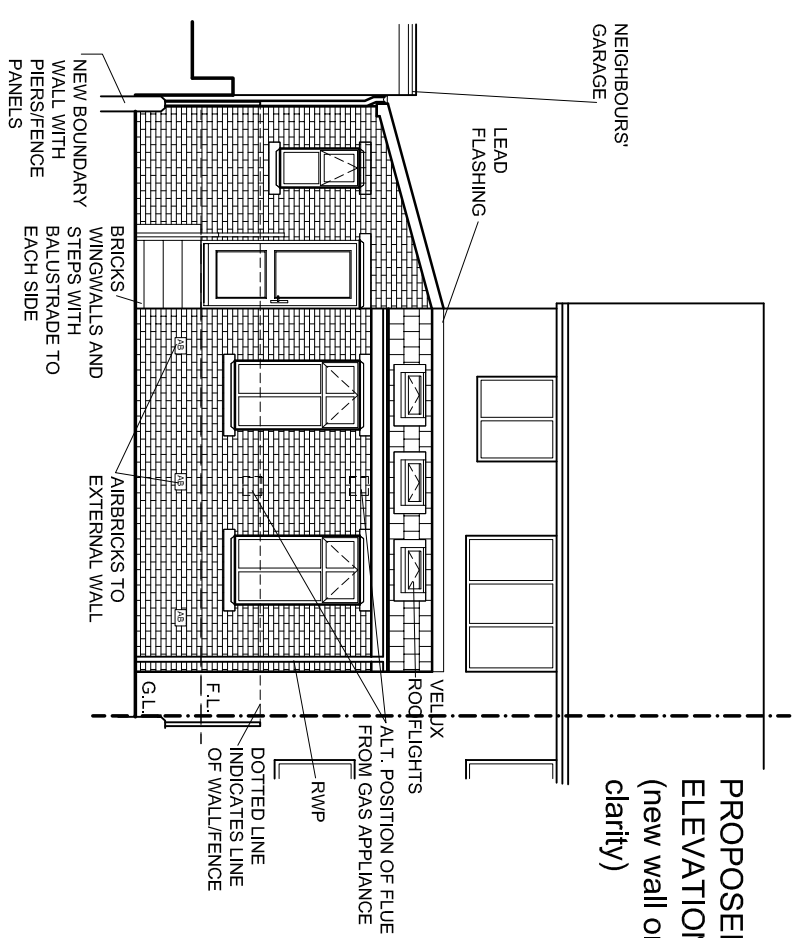 NEIGHBOURS'
GARAGE
LEAD
FLASHING
NEW BOUNDARY
WALL WITH
PIERS/FENCE
PANELS
BRICKS
WINGWALLS AND
STEPS WITH
BALUSTRADE TO
EACH SIDE
AIRBRICKS TO
EXTERNAL WALL
AB
AB
AB
G.L.
F.L.
VELUX
ROOFLIGHTS
ALT. POSITION OF FLUE
FROM GAS APPLIANCE
RWP
DOTTED LINE
INDICATES LINE
OF WALL/FENCE
PROPOSE
ELEVATION
(new wall o
clarity)